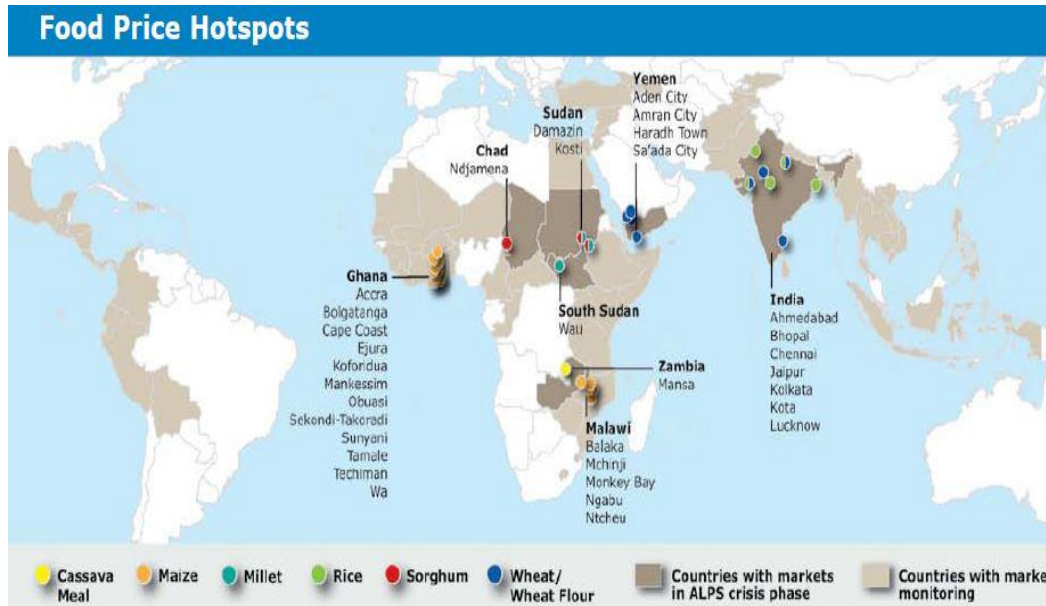 Food Price Hotspots
Yemen
Aden City
Amran City
Haradh Town
Sa'ada City
Sudan
Damazin
Kosti
Chad
Ndjamena
Ghana
Accra
Bolgatanga
Cape Coast
Ejura
Koforidua
Mankessim
Obuasi
Sekondi-Takoradi
Sunyani
Tamale
Techiman
Wa
South Sudan
Wau
Zambia
Mansa
Malawi
Balaka
Mchinji
Monkey Bay
Ngabu
Ntcheu
India
Ahmedabad
Bhopal
Chennai
Jaipur
Kolkata
Kota
Lucknow
Cassava
Meal
Maize
Millet
Rice
Sorghum
Wheat/
Wheat Flour
Countries with markets
in ALPS crisis phase
Countries with marke
monitoring